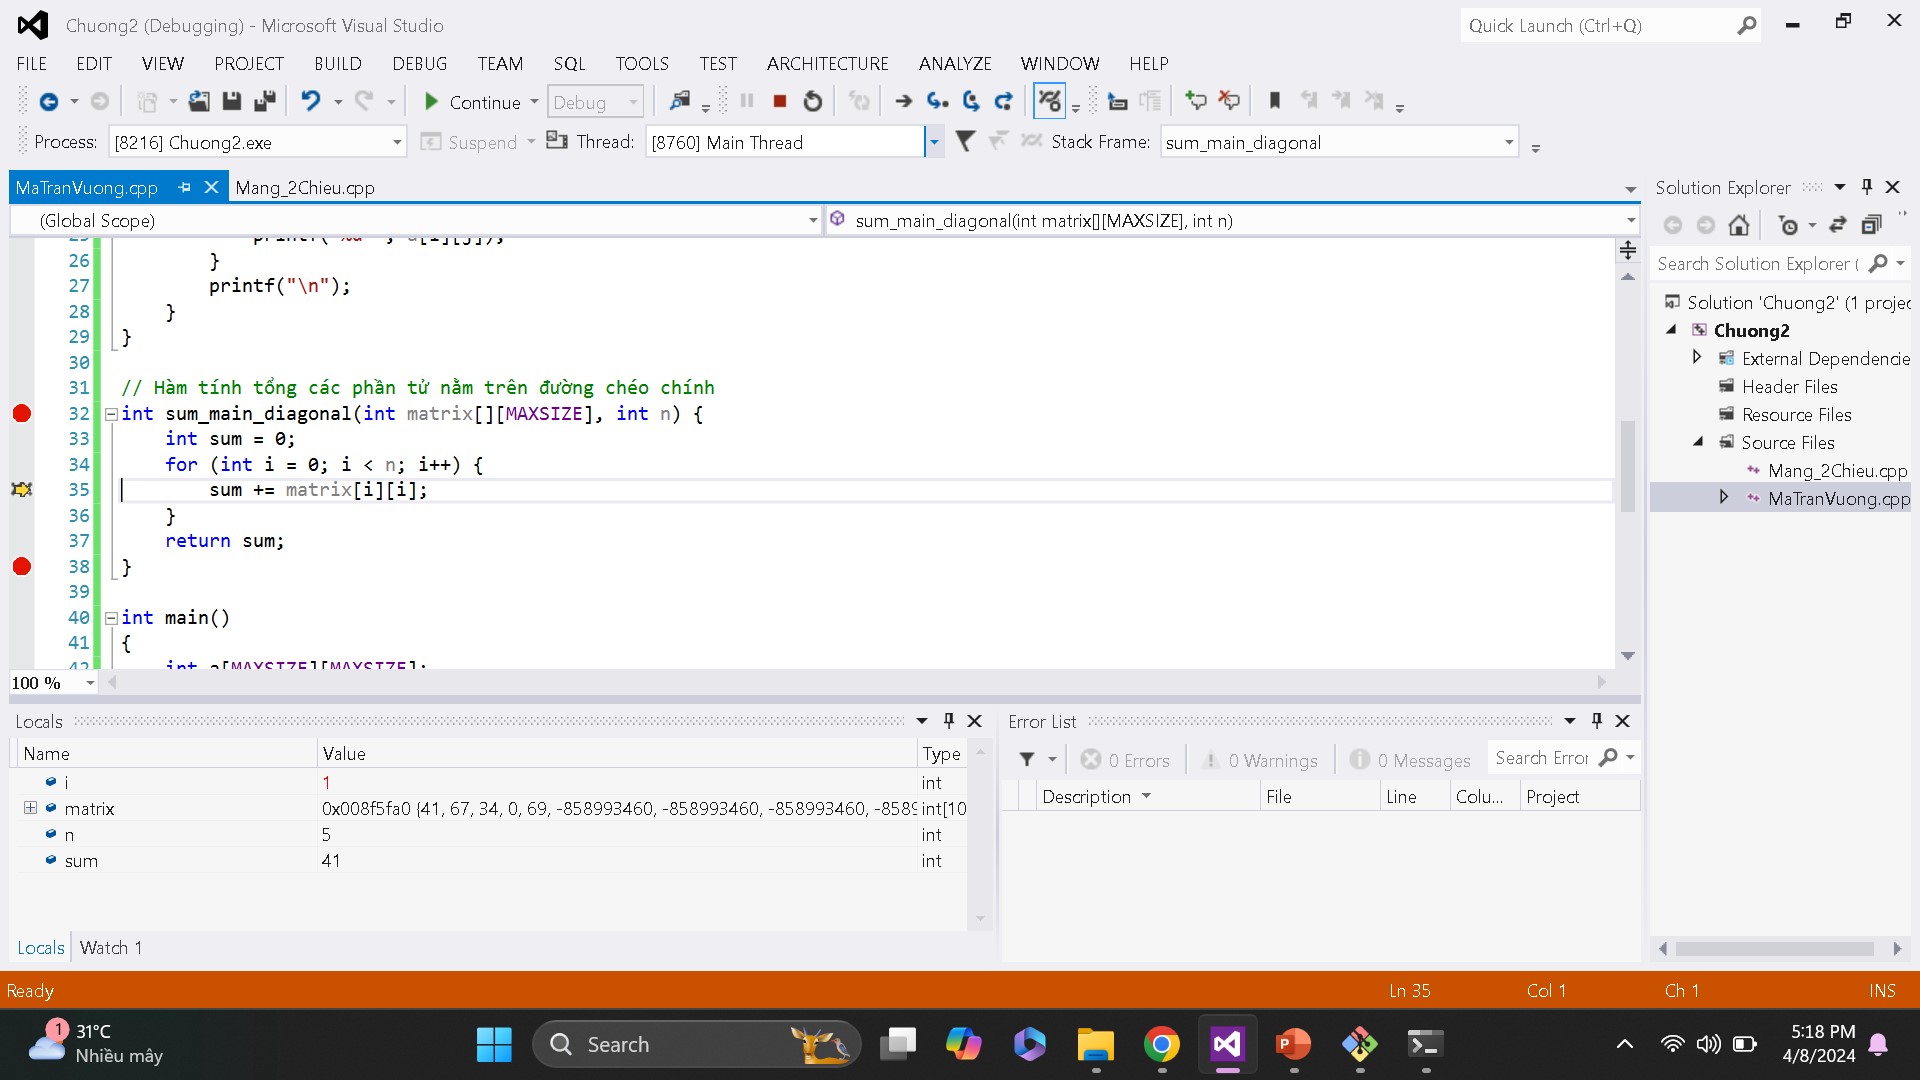 Chuong2 (Debugging) - Microsoft Visual Studio
Quick Launch (Ctrl+Q)
FILE EDIT VIEW PROJECT BUILD DEBUG TEAM SQL TOOLS TEST ARCHITECTURE ANALYZE WINDOW HELP
Continue Debug
Process: [8216] Chuong2.exe Suspend Thread: [8760] Main Thread Stack Frame: sum_main_diagonal
MaTranVuong.cpp Mang_2Chieu.cpp
(Global Scope) sum_main_diagonal(int matrix[][MAXSIZE], int n)
26 }
27 printf("\n");
28 }
29 }
30
31 // Hàm tính tổng các phần tử nằm trên đường chéo chính
32 int sum_main_diagonal(int matrix[][MAXSIZE], int n) {
33 int sum = 0;
34 for (int i = 0; i < n; i++) {
35 sum += matrix[i][i];
36 }
37 return sum;
38 }
39
40 int main()
41 {
42 int a[MAXSIZE][MAXSIZE];
100 %
Solution Explorer
Search Solution Explorer (
Solution 'Chuong2' (1 projec
Chuong2
External Dependencie
Header Files
Resource Files
Source Files
Mang_2Chieu.cpp
MaTranVuong.cpp
Locals
Name Value Type
i 1 int
matrix 0x008f5fa0 {41, 67, 34, 0, 69, -858993460, -858993460, -858993460, -8589 int[10
n 5 int
sum 41 int
Locals Watch 1
Error List
0 Errors 0 Warnings 0 Messages Search Error
Description File Line Colu... Project
Ready Ln 35 Col 1 Ch 1 INS
1 31°C
Nhiều mây
Search
5:18 PM
4/8/2024